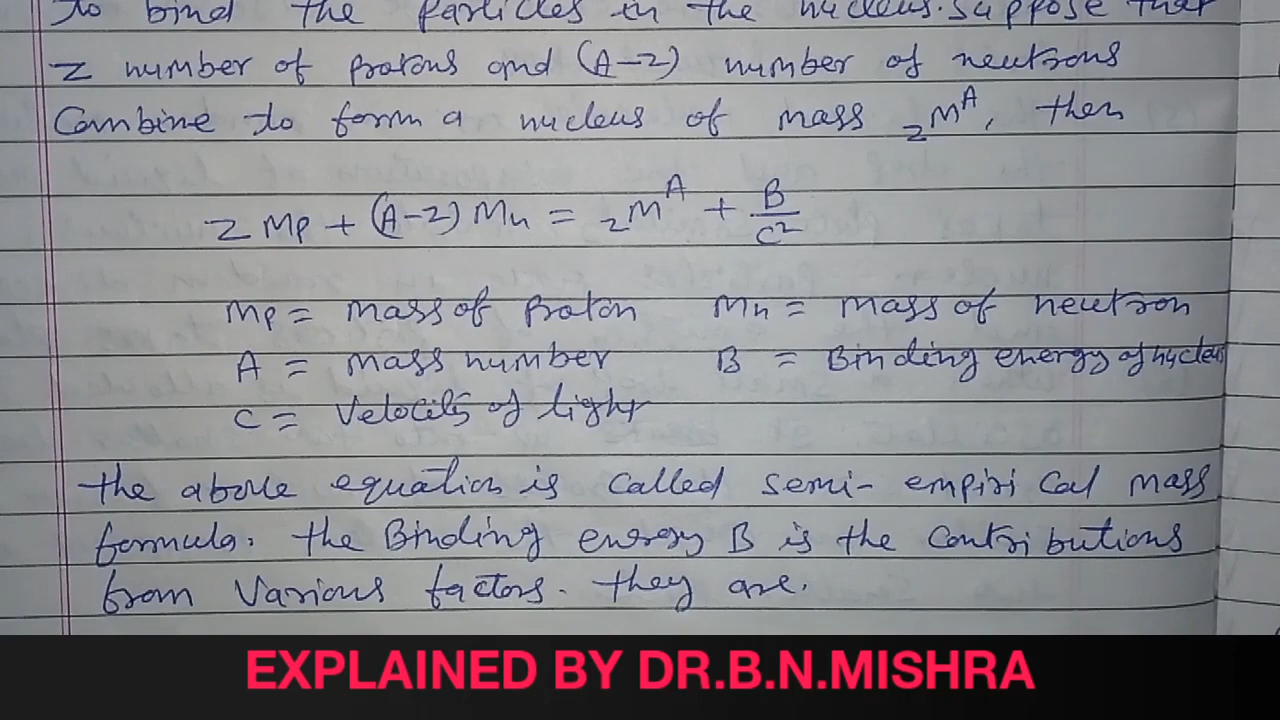 to bind the particles in the nucleus. Suppose that
Z number of protons and (A-Z) number of neutrons
Combine to form a nucleus of mass ZM^A, then
Z Mp + (A-Z) Mn = ZM^A + B/C²
Mp = mass of proton Mn = mass of neutron
A = mass number B = Binding energy of nucleus
C = Velocity of light
the above equation is called semi-empirical mass
formula. the Binding energy B is the contributions
from various factors. they are.
EXPLAINED BY DR.B.N.MISHRA